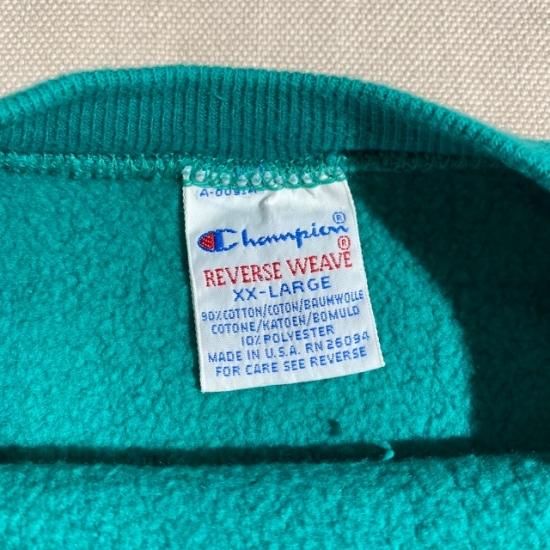 Champion®
REVERSE WEAVE®
XX-LARGE
90% COTTON/COTON/BAUMWOLLE
COTONE/KATOEN/BOMULD
10% POLYESTER
MADE IN U.S.A. RN 26094
FOR CARE SEE REVERSE